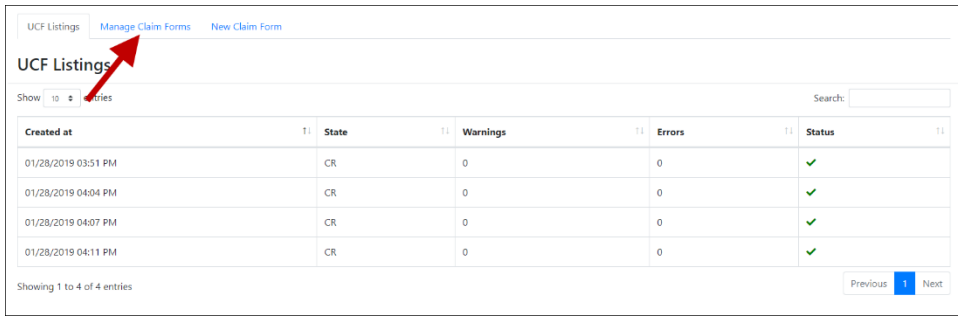 UCF Listings Manage Claim Forms New Claim Form
UCF Listings
Show 10 entries Search:
Created at State Warnings Errors Status
01/28/2019 03:51 PM CR 0 0
01/28/2019 04:04 PM CR 0 0
01/28/2019 04:07 PM CR 0 0
01/28/2019 04:11 PM CR 0 0
Showing 1 to 4 of 4 entries Previous 1 Next